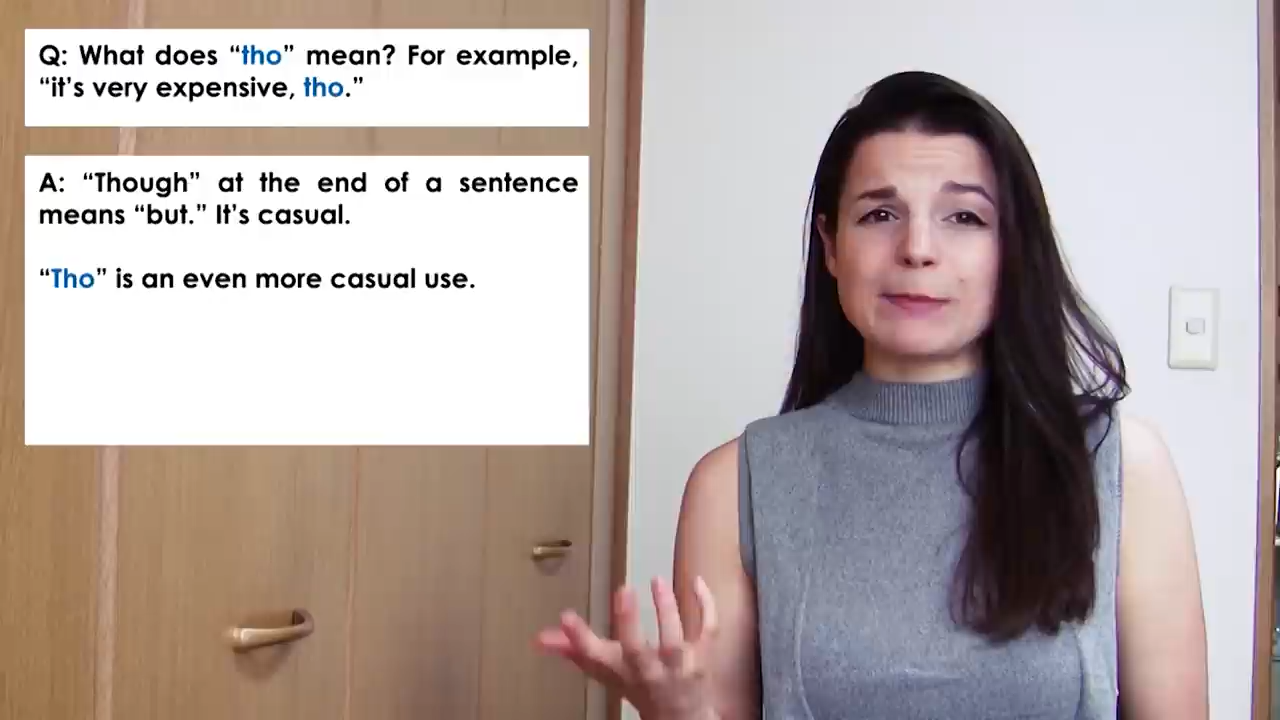 Q: What does “tho” mean? For example,
“it’s very expensive, tho.”
A: “Though” at the end of a sentence
means “but.” It’s casual.
“Tho” is an even more casual use.